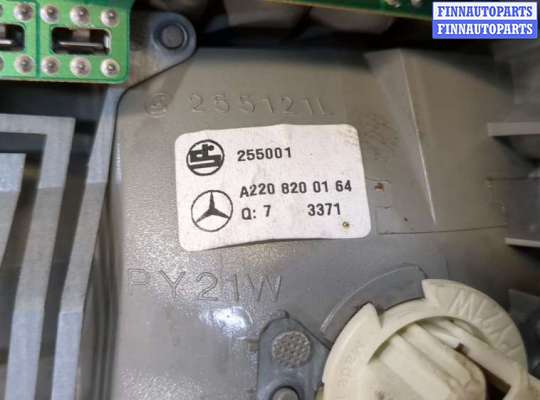 FINNAUTOPARTS
FINNAUTOPARTS
255121L
255001
A220 820 01 64
Q: 7 3371
PY21W